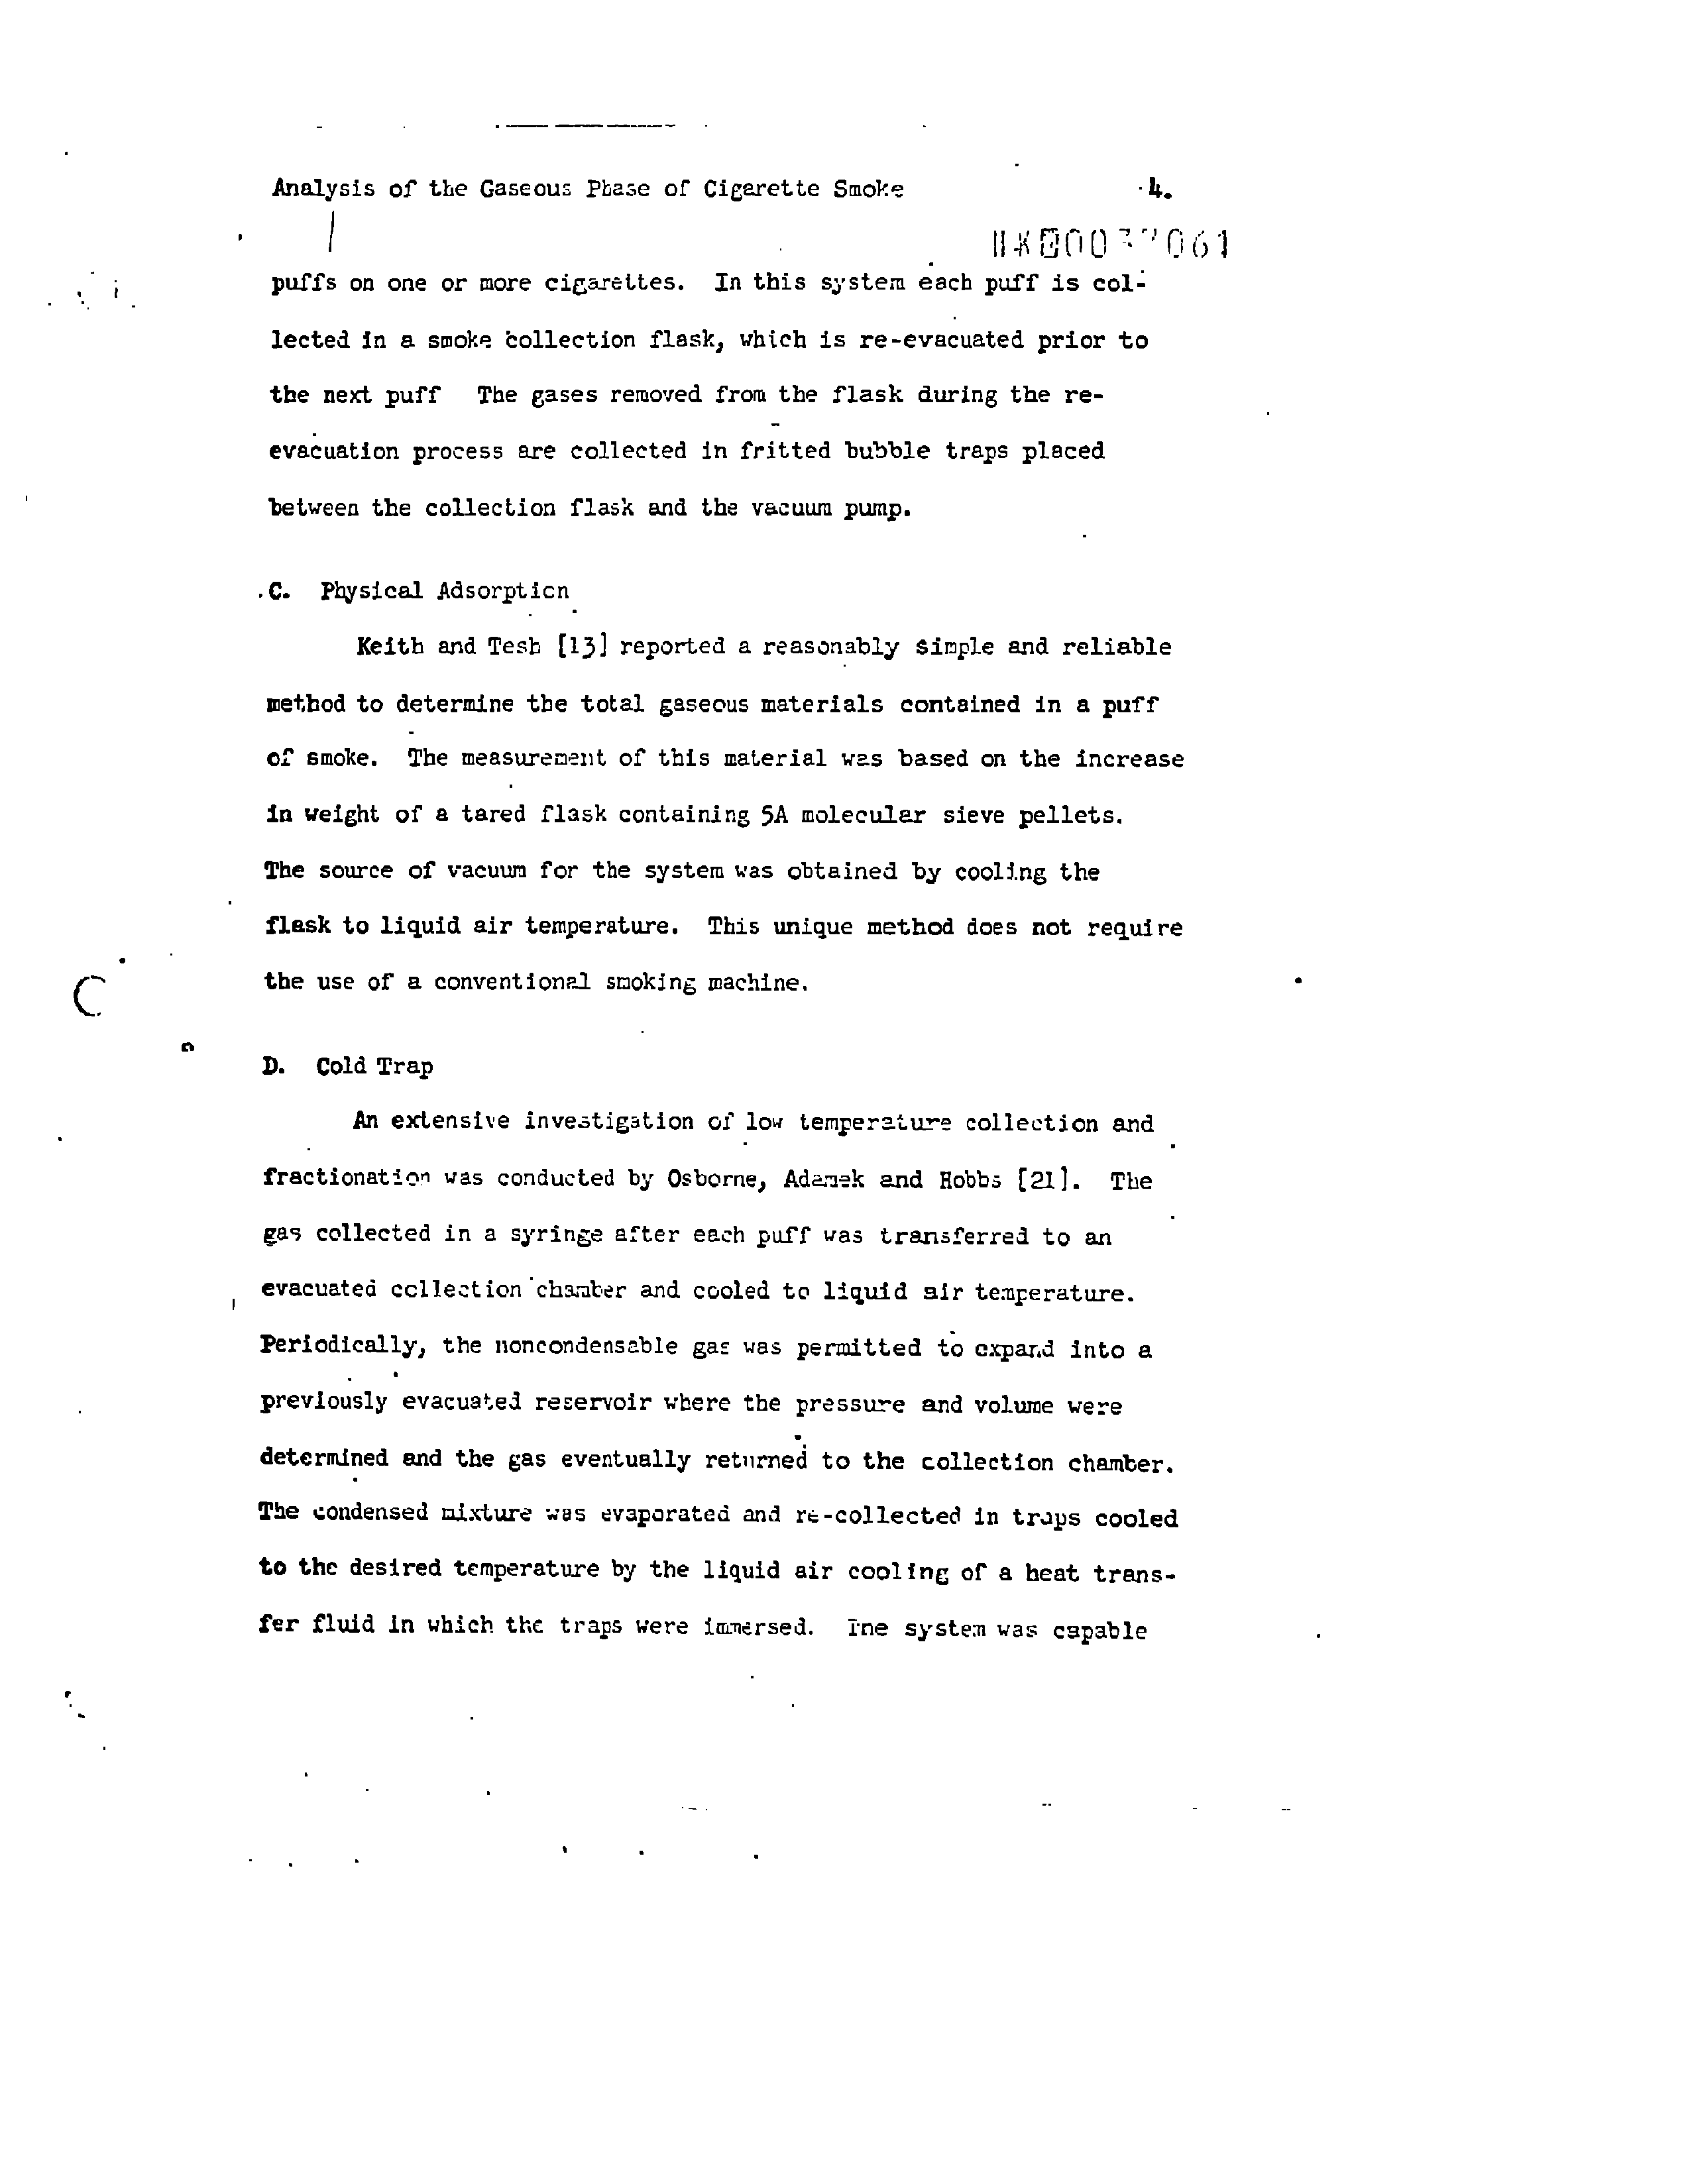 Analysis of the Gaseous Phase of Cigarette Smoke 4.
puffs on one or more cigarettes. In this system each puff is col-
lected in a smoke collection flask, which is re-evacuated prior to
the next puff The gases removed from the flask during the re-
evacuation process are collected in fritted bubble traps placed
between the collection flask and the vacuum pump.
C. Physical Adsorption
Keith and Tesh [13] reported a reasonably simple and reliable
method to determine the total gaseous materials contained in a puff
of smoke. The measurement of this material was based on the increase
in weight of a tared flask containing 5A molecular sieve pellets.
The source of vacuum for the system was obtained by cooling the
flask to liquid air temperature. This unique method does not require
the use of a conventional smoking machine.
D. Cold Trap
An extensive investigation of low temperature collection and
fractionation was conducted by Osborne, Adamek and Hobbs [21]. The
gas collected in a syringe after each puff was transferred to an
evacuated collection chamber and cooled to liquid air temperature.
Periodically, the noncondensable gas was permitted to expand into a
previously evacuated reservoir where the pressure and volume were
determined and the gas eventually returned to the collection chamber.
The condensed mixture was evaporated and re-collected in traps cooled
to the desired temperature by the liquid air cooling of a heat trans-
fer fluid in which the traps were immersed. The system was capable